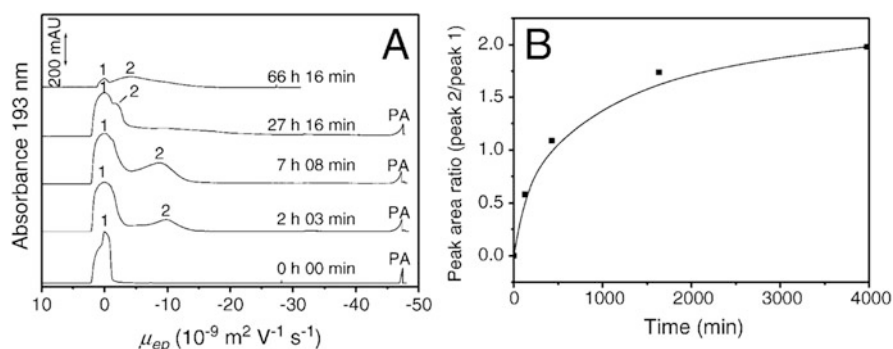 A
200 mAU
1
2
66 h 16 min
1
2
27 h 16 min
PA
1
2
7 h 08 min
PA
1
2
2 h 03 min
PA
1
0 h 00 min
PA
Absorbance 193 nm
10 0 -10 -20 -30 -40 -50
μep (10-9 m2 V-1 s-1)
B
2.0
1.5
1.0
0.5
0.0
Peak area ratio (peak 2/peak 1)
0 1000 2000 3000 4000
Time (min)